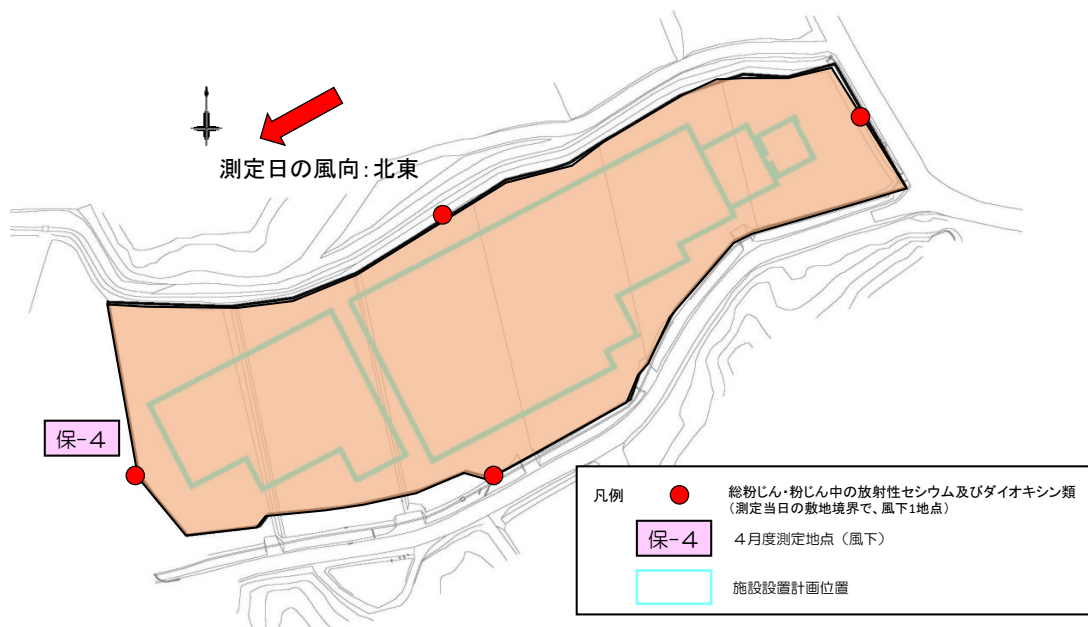 測定日の風向：北東
保-4
凡例
総粉じん・粉じん中の放射性セシウム及びダイオキシン類
（測定当日の敷地境界で、風下1地点）
保-4
４月度測定地点（風下）
施設設置計画位置